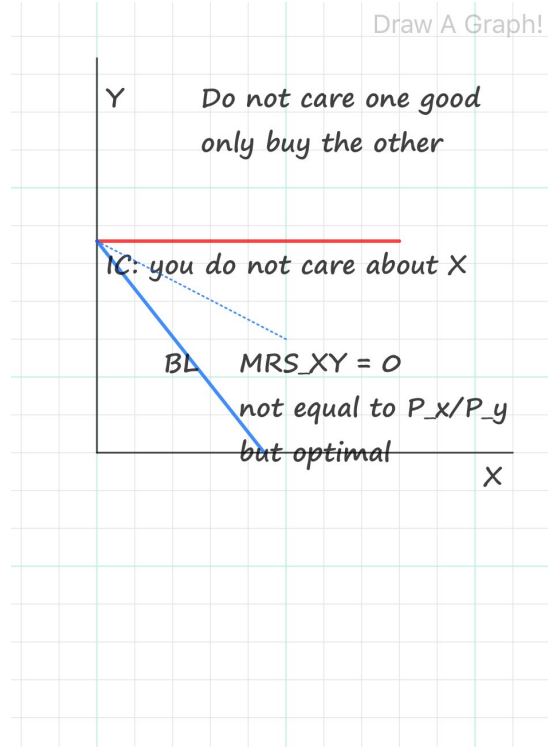 Draw A Graph!
Y
Do not care one good
only buy the other
IC: you do not care about X
BL
MRS_XY = 0
not equal to P_x/P_y
but optimal
X